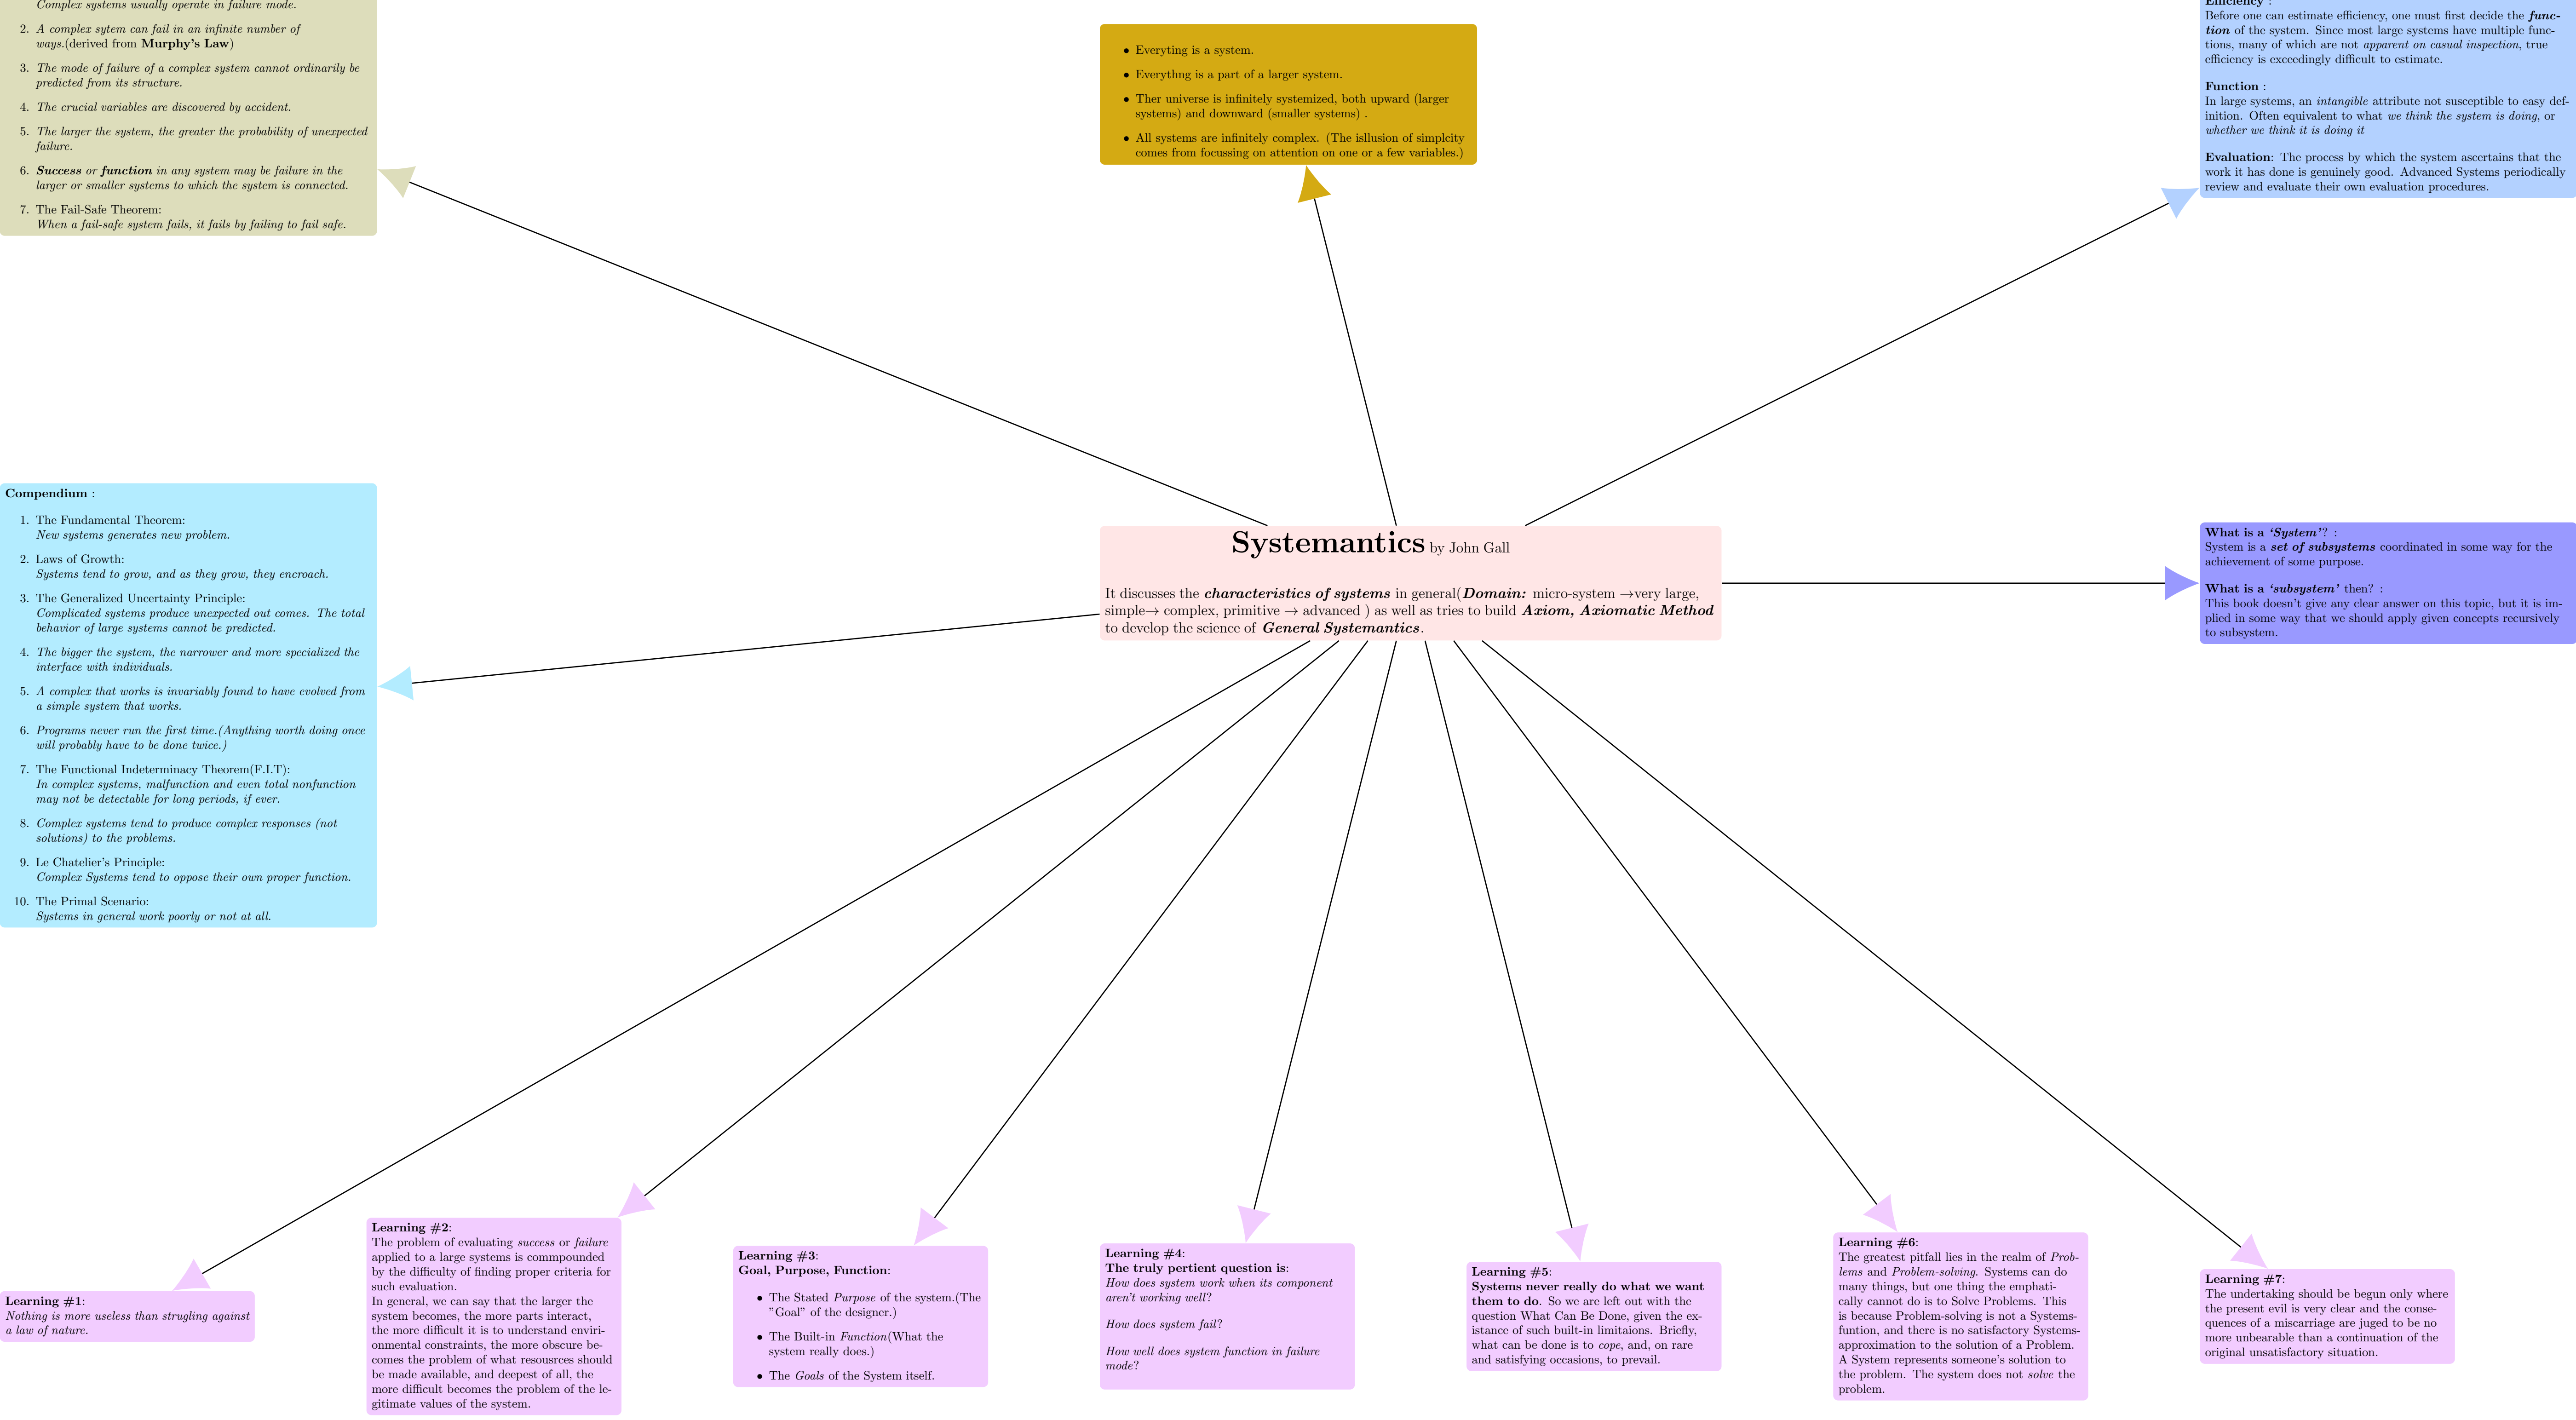 Complex systems usually operate in failure mode.
2. A complex sytem can fail in an infinite number of
ways.(derived from Murphy's Law)
3. The mode of failure of a complex system cannot ordinarily be
predicted from its structure.
4. The crucial variables are discovered by accident.
5. The larger the system, the greater the probability of unexpected
failure.
6. Success or function in any system may be failure in the
larger or smaller systems to which the system is connected.
7. The Fail-Safe Theorem:
When a fail-safe system fails, it fails by failing to fail safe.
• Everyting is a system.
• Everythng is a part of a larger system.
• Ther universe is infinitely systemized, both upward (larger
systems) and downward (smaller systems) .
• All systems are infinitely complex. (The isllusion of simplcity
comes from focussing on attention on one or a few variables.)
Efficiency :
Before one can estimate efficiency, one must first decide the func-
tion of the system. Since most large systems have multiple func-
tions, many of which are not apparent on casual inspection, true
efficiency is exceedingly difficult to estimate.
Function :
In large systems, an intangible attribute not susceptible to easy def-
inition. Often equivalent to what we think the system is doing, or
whether we think it is doing it
Evaluation: The process by which the system ascertains that the
work it has done is genuinely good. Advanced Systems periodically
review and evaluate their own evaluation procedures.
Compendium :
1. The Fundamental Theorem:
New systems generates new problem.
2. Laws of Growth:
Systems tend to grow, and as they grow, they encroach.
3. The Generalized Uncertainty Principle:
Complicated systems produce unexpected out comes. The total
behavior of large systems cannot be predicted.
4. The bigger the system, the narrower and more specialized the
interface with individuals.
5. A complex that works is invariably found to have evolved from
a simple system that works.
6. Programs never run the first time.(Anything worth doing once
will probably have to be done twice.)
7. The Functional Indeterminacy Theorem(F.I.T):
In complex systems, malfunction and even total nonfunction
may not be detectable for long periods, if ever.
8. Complex systems tend to produce complex responses (not
solutions) to the problems.
9. Le Chatelier's Principle:
Complex Systems tend to oppose their own proper function.
10. The Primal Scenario:
Systems in general work poorly or not at all.
Systemantics by John Gall
It discusses the characteristics of systems in general(Domain: micro-system →very large,
simple→ complex, primitive → advanced ) as well as tries to build Axiom, Axiomatic Method
to develop the science of General Systemantics.
What is a ‘System’? :
System is a set of subsystems coordinated in some way for the
achievement of some purpose.
What is a ‘subsystem’ then? :
This book doesn't give any clear answer on this topic, but it is im-
plied in some way that we should apply given concepts recursively
to subsystem.
Learning #1:
Nothing is more useless than strugling against
a law of nature.
Learning #2:
The problem of evaluating success or failure
applied to a large systems is commpounded
by the difficulty of finding proper criteria for
such evaluation.
In general, we can say that the larger the
system becomes, the more parts interact,
the more difficult it is to understand enviri-
onmental constraints, the more obscure be-
comes the problem of what resousrces should
be made available, and deepest of all, the
more difficult becomes the problem of the le-
gitimate values of the system.
Learning #3:
Goal, Purpose, Function:
• The Stated Purpose of the system.(The
”Goal” of the designer.)
• The Built-in Function(What the
system really does.)
• The Goals of the System itself.
Learning #4:
The truly pertient question is:
How does system work when its component
aren't working well?
How does system fail?
How well does system function in failure
mode?
Learning #5:
Systems never really do what we want
them to do. So we are left out with the
question What Can Be Done, given the ex-
istance of such built-in limitaions. Briefly,
what can be done is to cope, and, on rare
and satisfying occasions, to prevail.
Learning #6:
The greatest pitfall lies in the realm of Prob-
lems and Problem-solving. Systems can do
many things, but one thing the emphati-
cally cannot do is to Solve Problems. This
is because Problem-solving is not a Systems-
funtion, and there is no satisfactory Systems-
approximation to the solution of a Problem.
A System represents someone's solution to
the problem. The system does not solve the
problem.
Learning #7:
The undertaking should be begun only where
the present evil is very clear and the conse-
quences of a miscarriage are juged to be no
more unbearable than a continuation of the
original unsatisfactory situation.